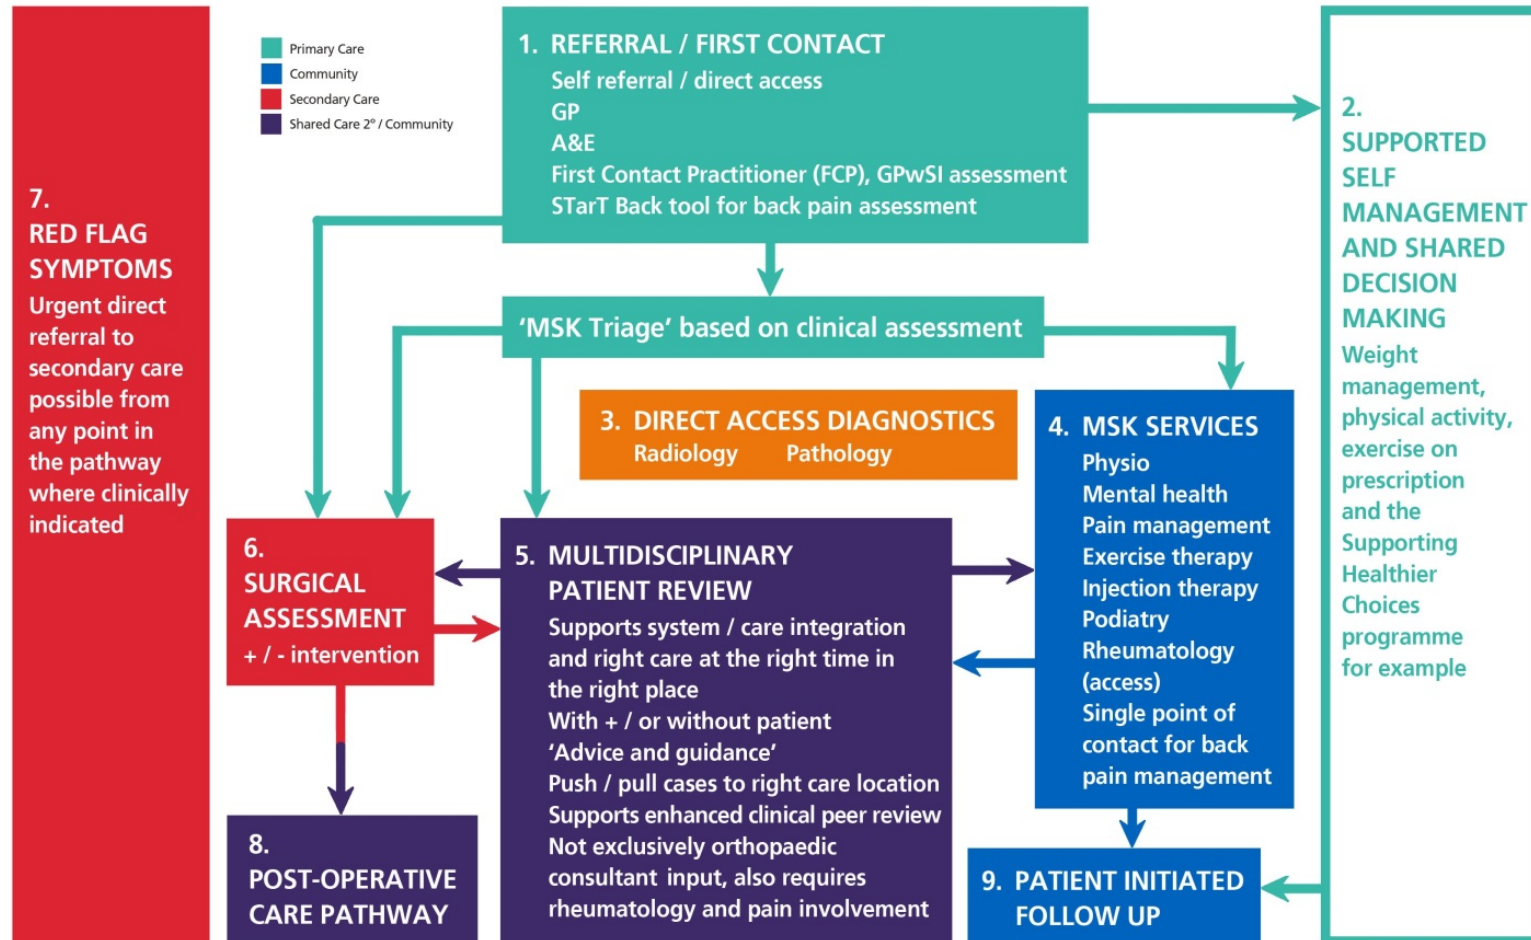 Primary Care
Community
Secondary Care
Shared Care 2º / Community
1. REFERRAL / FIRST CONTACT
Self referral / direct access
GP
A&E
First Contact Practitioner (FCP), GPwSI assessment
STarT Back tool for back pain assessment
2.
SUPPORTED
SELF
MANAGEMENT
AND SHARED
DECISION
MAKING
Weight
management,
physical activity,
exercise on
prescription
and the
Supporting
Healthier
Choices
programme
for example
7.
RED FLAG
SYMPTOMS
Urgent direct
referral to
secondary care
possible from
any point in
the pathway
where clinically
indicated
‘MSK Triage’ based on clinical assessment
3. DIRECT ACCESS DIAGNOSTICS
Radiology Pathology
4. MSK SERVICES
Physio
Mental health
Pain management
Exercise therapy
Injection therapy
Podiatry
Rheumatology
(access)
Single point of
contact for back
pain management
6.
SURGICAL
ASSESSMENT
+ / - intervention
5. MULTIDISCIPLINARY
PATIENT REVIEW
Supports system / care integration
and right care at the right time in
the right place
With + / or without patient
‘Advice and guidance’
Push / pull cases to right care location
Supports enhanced clinical peer review
Not exclusively orthopaedic
consultant input, also requires
rheumatology and pain involvement
8.
POST-OPERATIVE
CARE PATHWAY
9. PATIENT INITIATED
FOLLOW UP